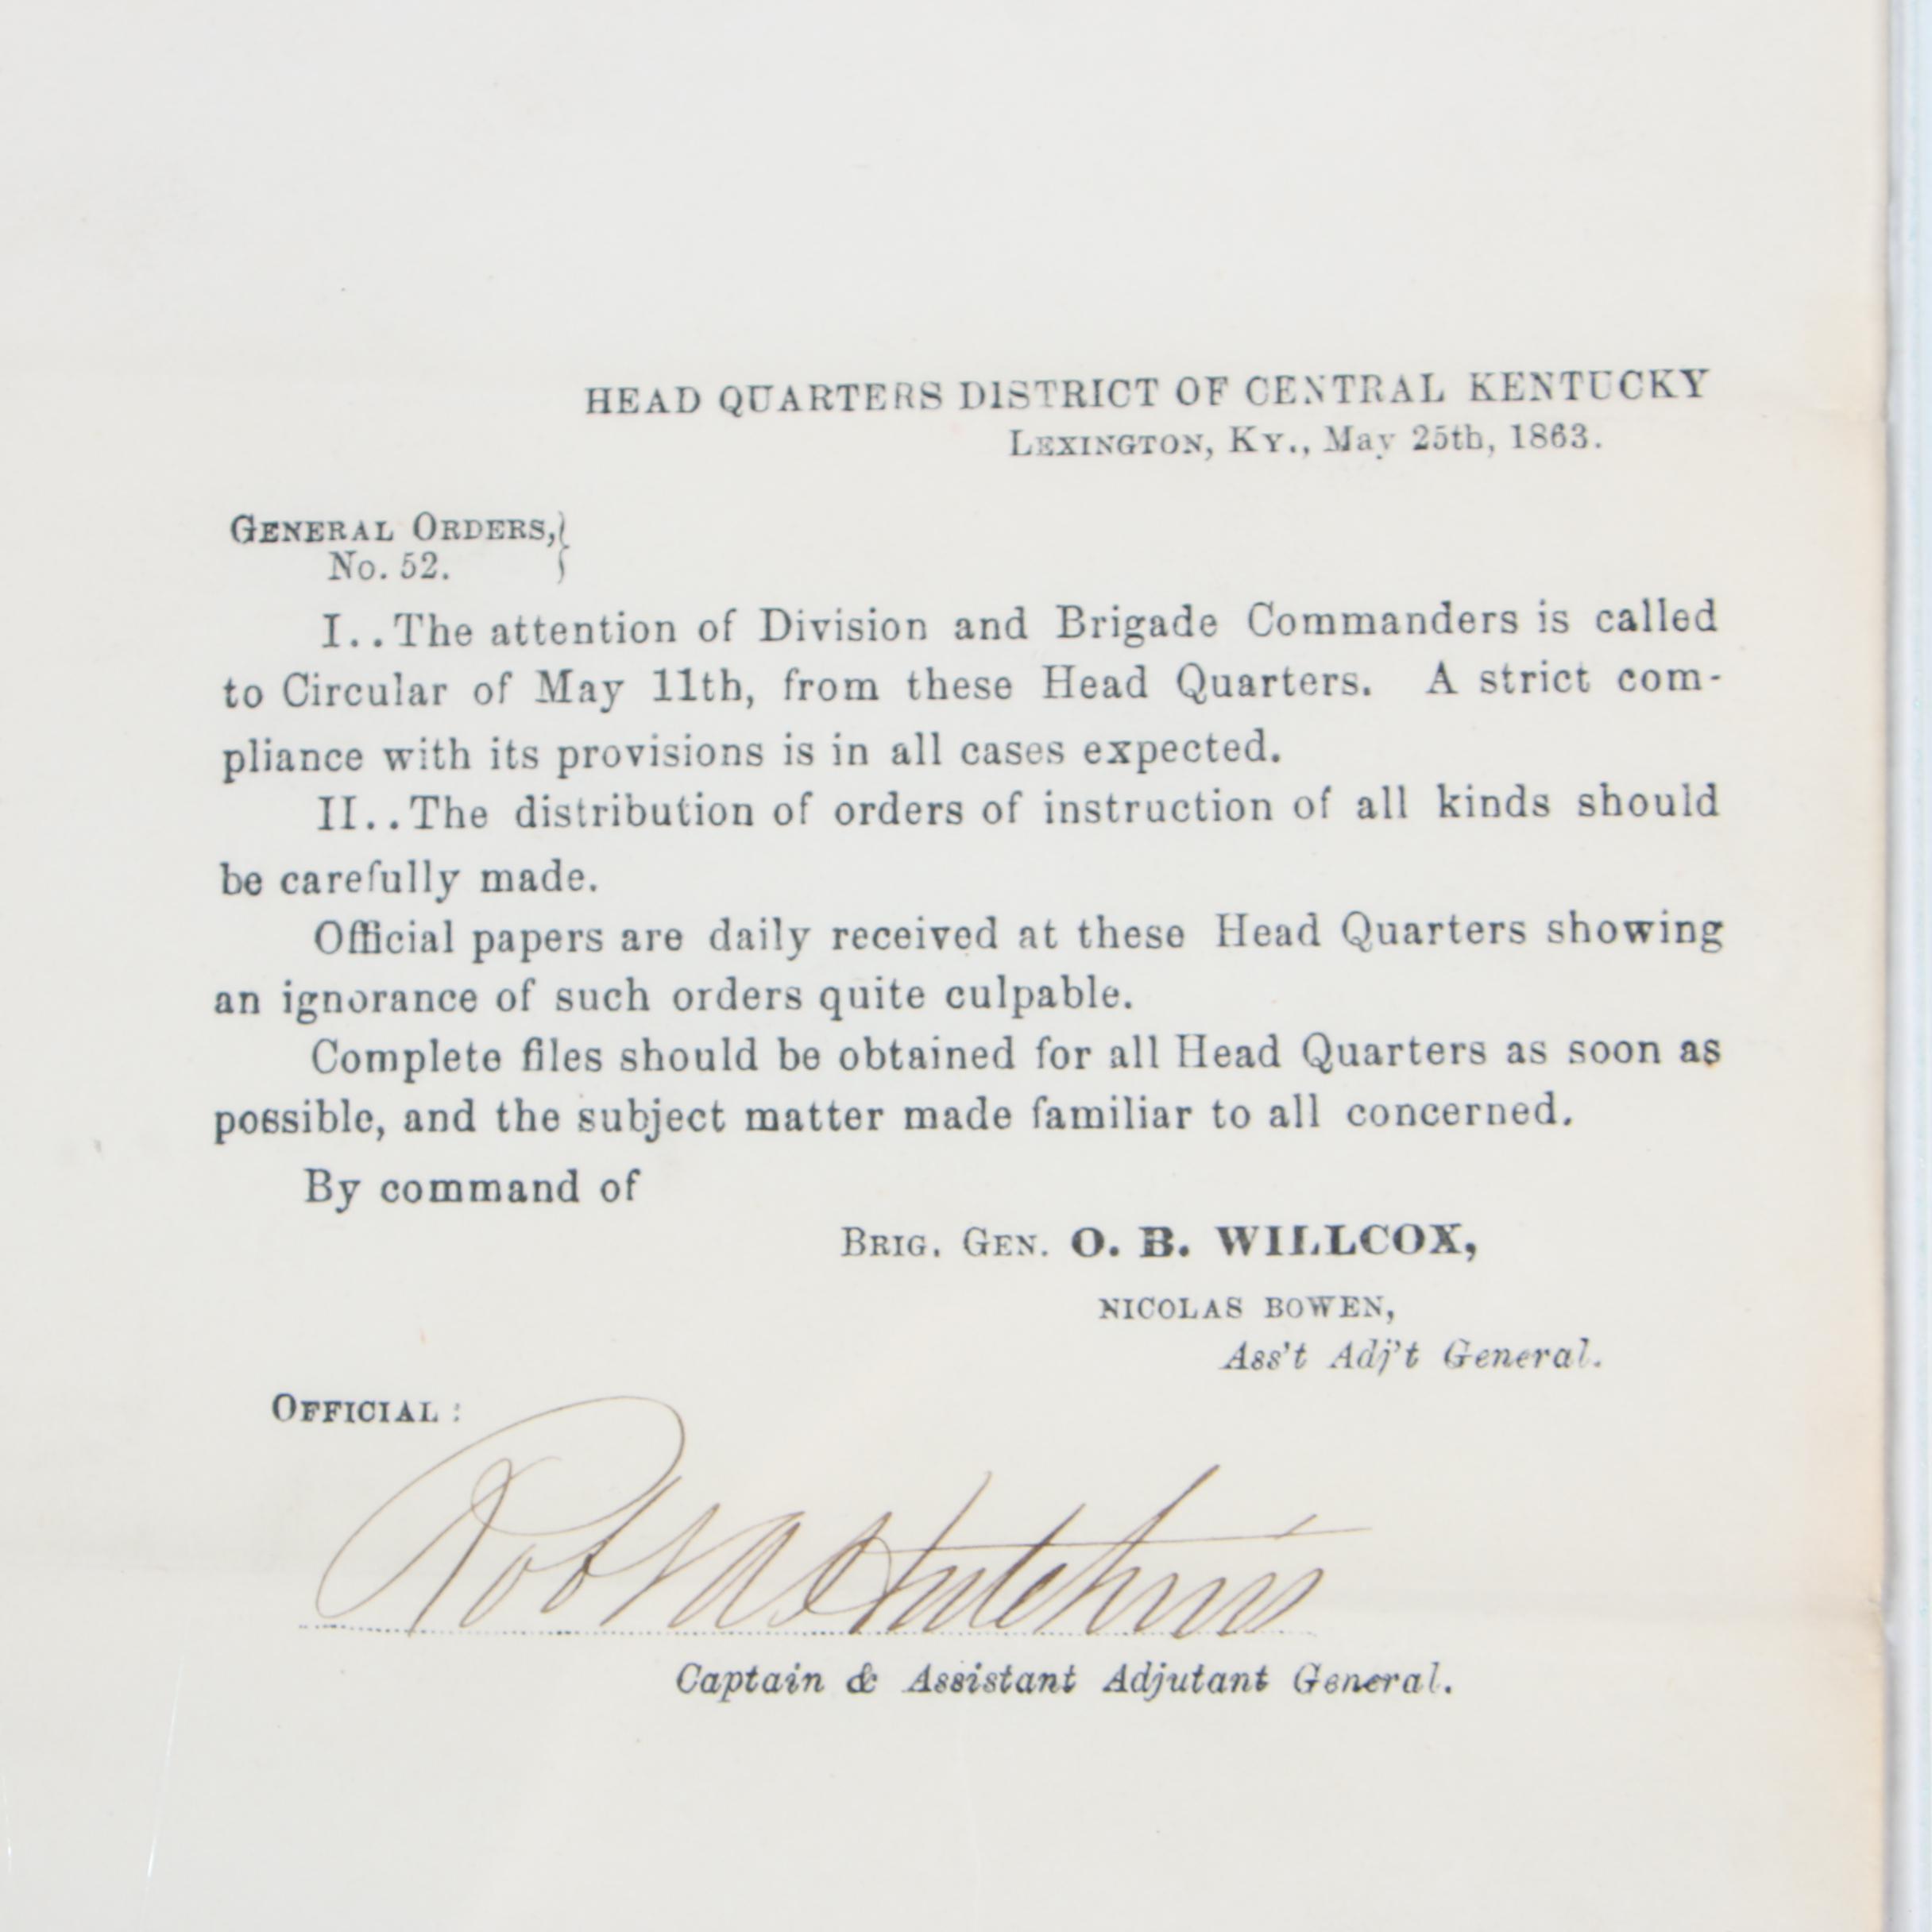 HEAD QUARTERS DISTRICT OF CENTRAL KENTUCKY
LEXINGTON, KY., May 25th, 1863.
GENERAL ORDERS,}
No. 52.
I..The attention of Division and Brigade Commanders is called
to Circular of May 11th, from these Head Quarters. A strict com-
pliance with its provisions is in all cases expected.
II..The distribution of orders of instruction of all kinds should
be carefully made.
Official papers are daily received at these Head Quarters showing
an ignorance of such orders quite culpable.
Complete files should be obtained for all Head Quarters as soon as
possible, and the subject matter made familiar to all concerned.
By command of
BRIG. GEN. O. B. WILLCOX,
NICOLAS BOWEN,
Ass't Adj't General.
OFFICIAL:
Robt A Hutchins
Captain & Assistant Adjutant General.